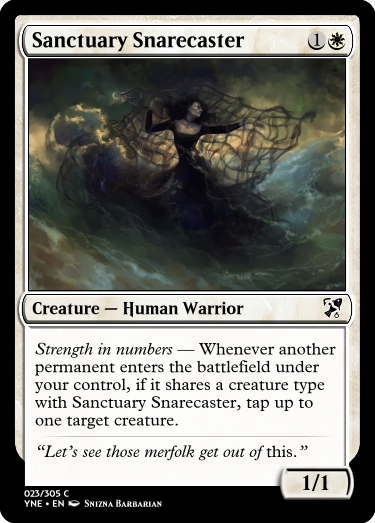 Sanctuary Snarecaster 1
Creature — Human Warrior
Strength in numbers — Whenever another
permanent enters the battlefield under
your control, if it shares a creature type
with Sanctuary Snarecaster, tap up to
one target creature.
“Let’s see those merfolk get out of this.”
1/1
023/305 C
YNE • EN Snizna Barbarian